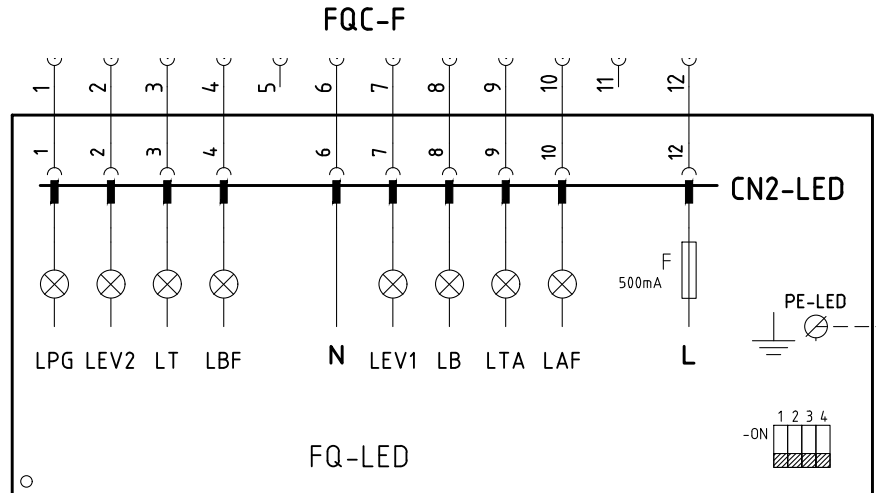 FQC-F
1 2 3 4 5 6 7 8 9 10 11 12
1 2 3 4 6 7 8 9 10 12
CN2-LED
F
500mA
PE-LED
LPG LEV2 LT LBF N LEV1 LB LTA LAF L
1 2 3 4
-ON
FQ-LED